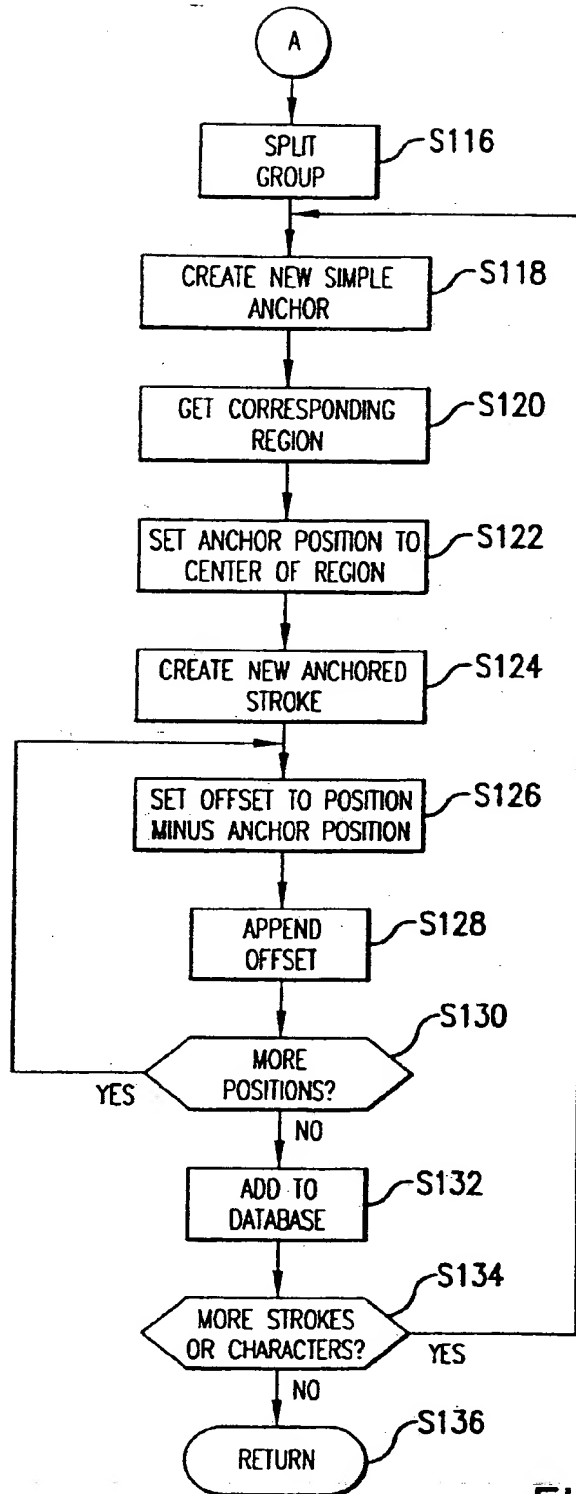 A
SPLIT
GROUP
S116
CREATE NEW SIMPLE
ANCHOR
S118
GET CORRESPONDING
REGION
S120
SET ANCHOR POSITION TO
CENTER OF REGION
S122
CREATE NEW ANCHORED
STROKE
S124
SET OFFSET TO POSITION
MINUS ANCHOR POSITION
S126
APPEND
OFFSET
S128
MORE
POSITIONS?
S130
YES
NO
ADD TO
DATABASE
S132
MORE STROKES
OR CHARACTERS?
S134
YES
NO
RETURN
S136